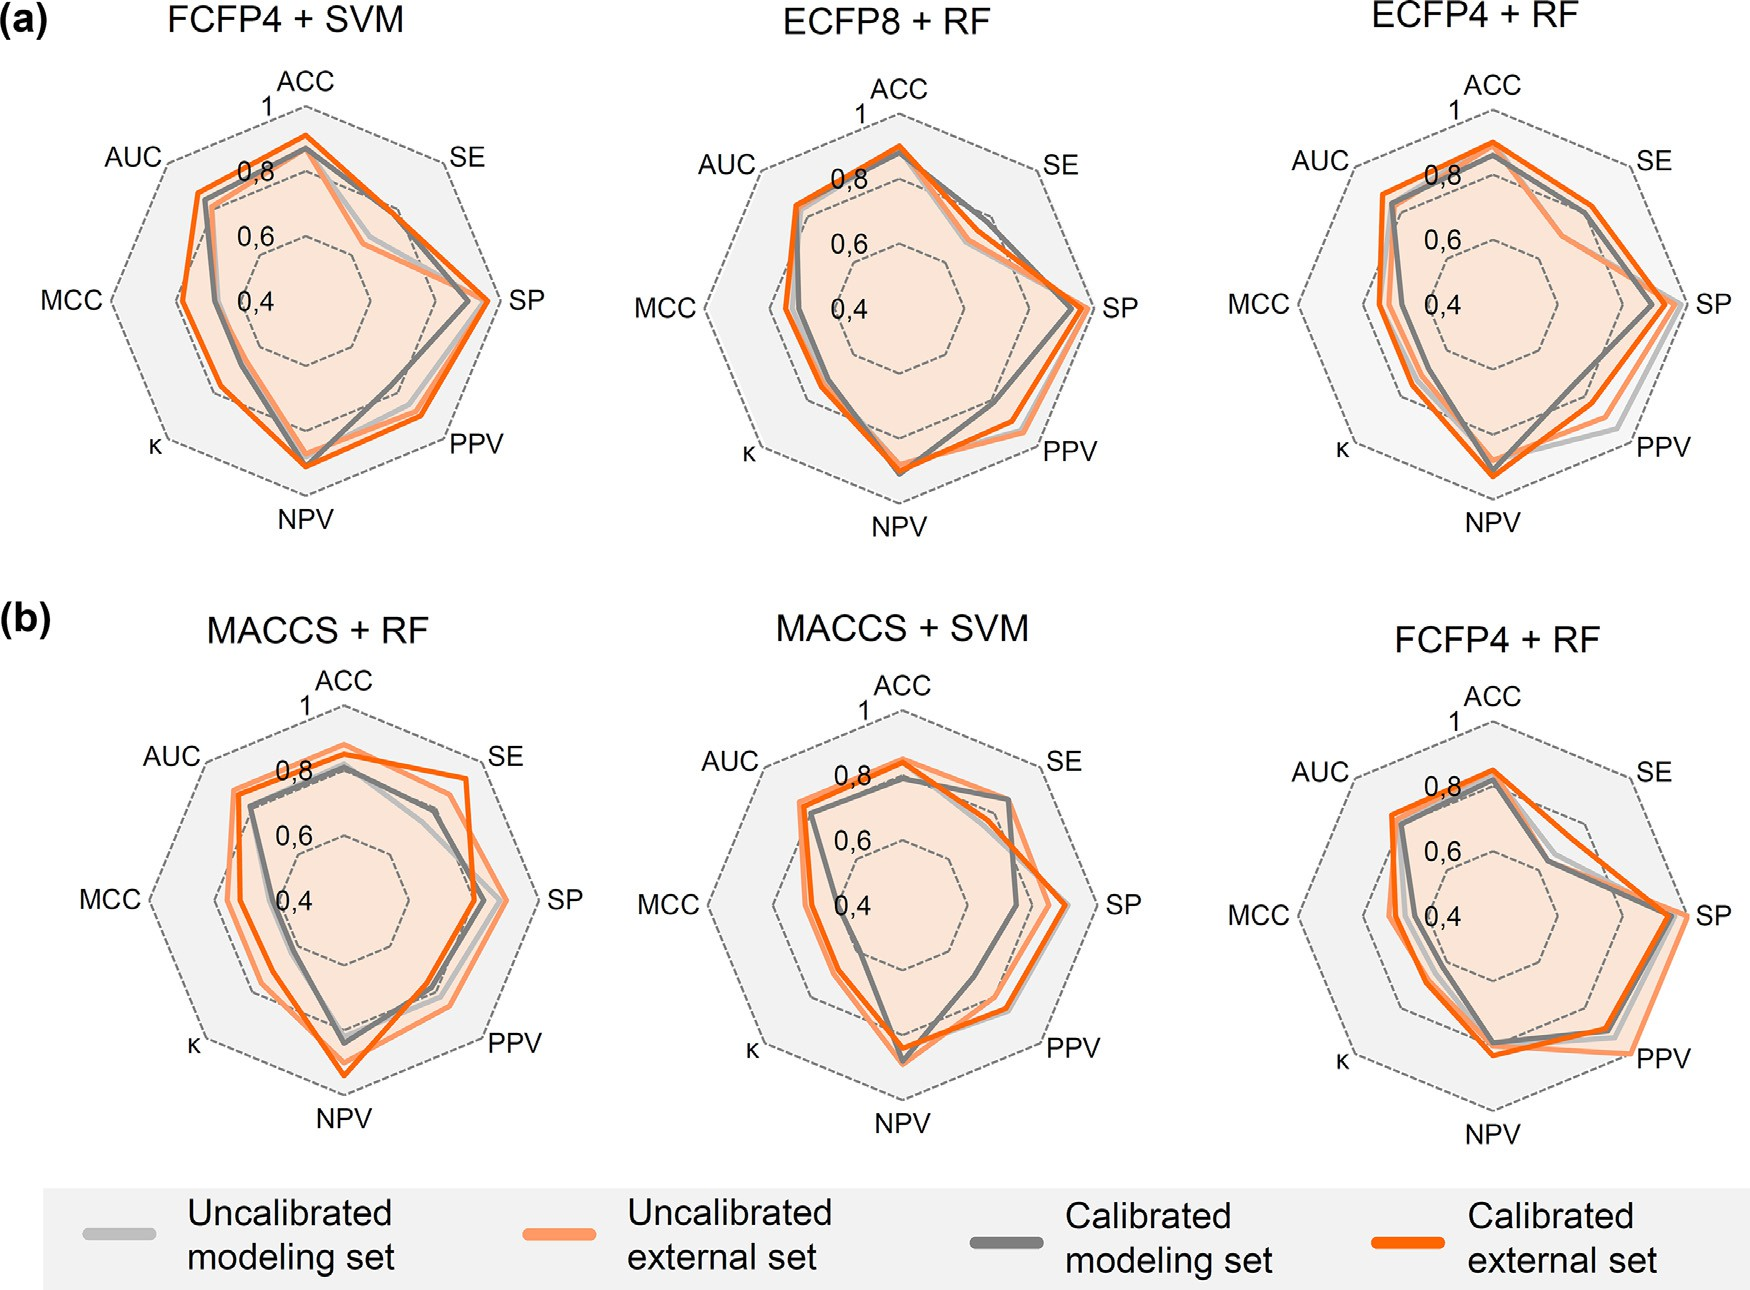 (a)
FCFP4 + SVM
ECFP8 + RF
ECFP4 + RF
ACC
1
SE
AUC
0,8
0,6
MCC
0,4
SP
κ
PPV
NPV
ACC
1
SE
AUC
0,8
0,6
MCC
0,4
SP
κ
PPV
NPV
ACC
1
SE
AUC
0,8
0,6
MCC
0,4
SP
κ
PPV
NPV
(b)
MACCS + RF
MACCS + SVM
FCFP4 + RF
ACC
1
SE
AUC
0,8
0,6
MCC
0,4
SP
κ
PPV
NPV
ACC
1
SE
AUC
0,8
0,6
MCC
0,4
SP
κ
PPV
NPV
ACC
1
SE
AUC
0,8
0,6
MCC
0,4
SP
κ
PPV
NPV
Uncalibrated
modeling set
Uncalibrated
external set
Calibrated
modeling set
Calibrated
external set